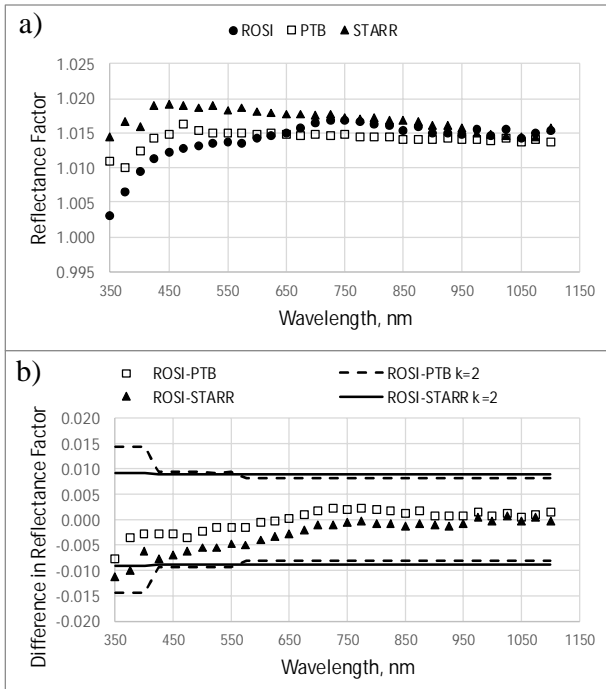 a)
ROSI PTB STARR
Reflectance Factor
1.025
1.020
1.015
1.010
1.005
1.000
0.995
350 450 550 650 750 850 950 1050 1150
Wavelength, nm
b)
ROSI-PTB ROSI-PTB k=2
ROSI-STARR ROSI-STARR k=2
Difference in Reflectance Factor
0.020
0.015
0.010
0.005
0.000
-0.005
-0.010
-0.015
-0.020
350 450 550 650 750 850 950 1050 1150
Wavelength, nm